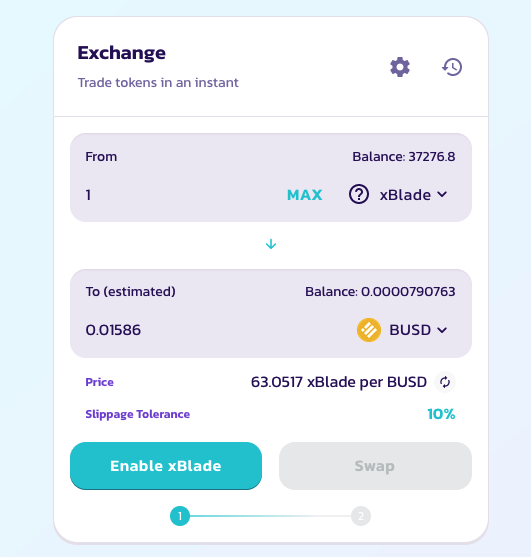 Exchange
Trade tokens in an instant
From Balance: 37276.8
1 MAX xBlade
To (estimated) Balance: 0.0000790763
0.01586 BUSD
Price 63.0517 xBlade per BUSD
Slippage Tolerance 10%
Enable xBlade Swap
1 2